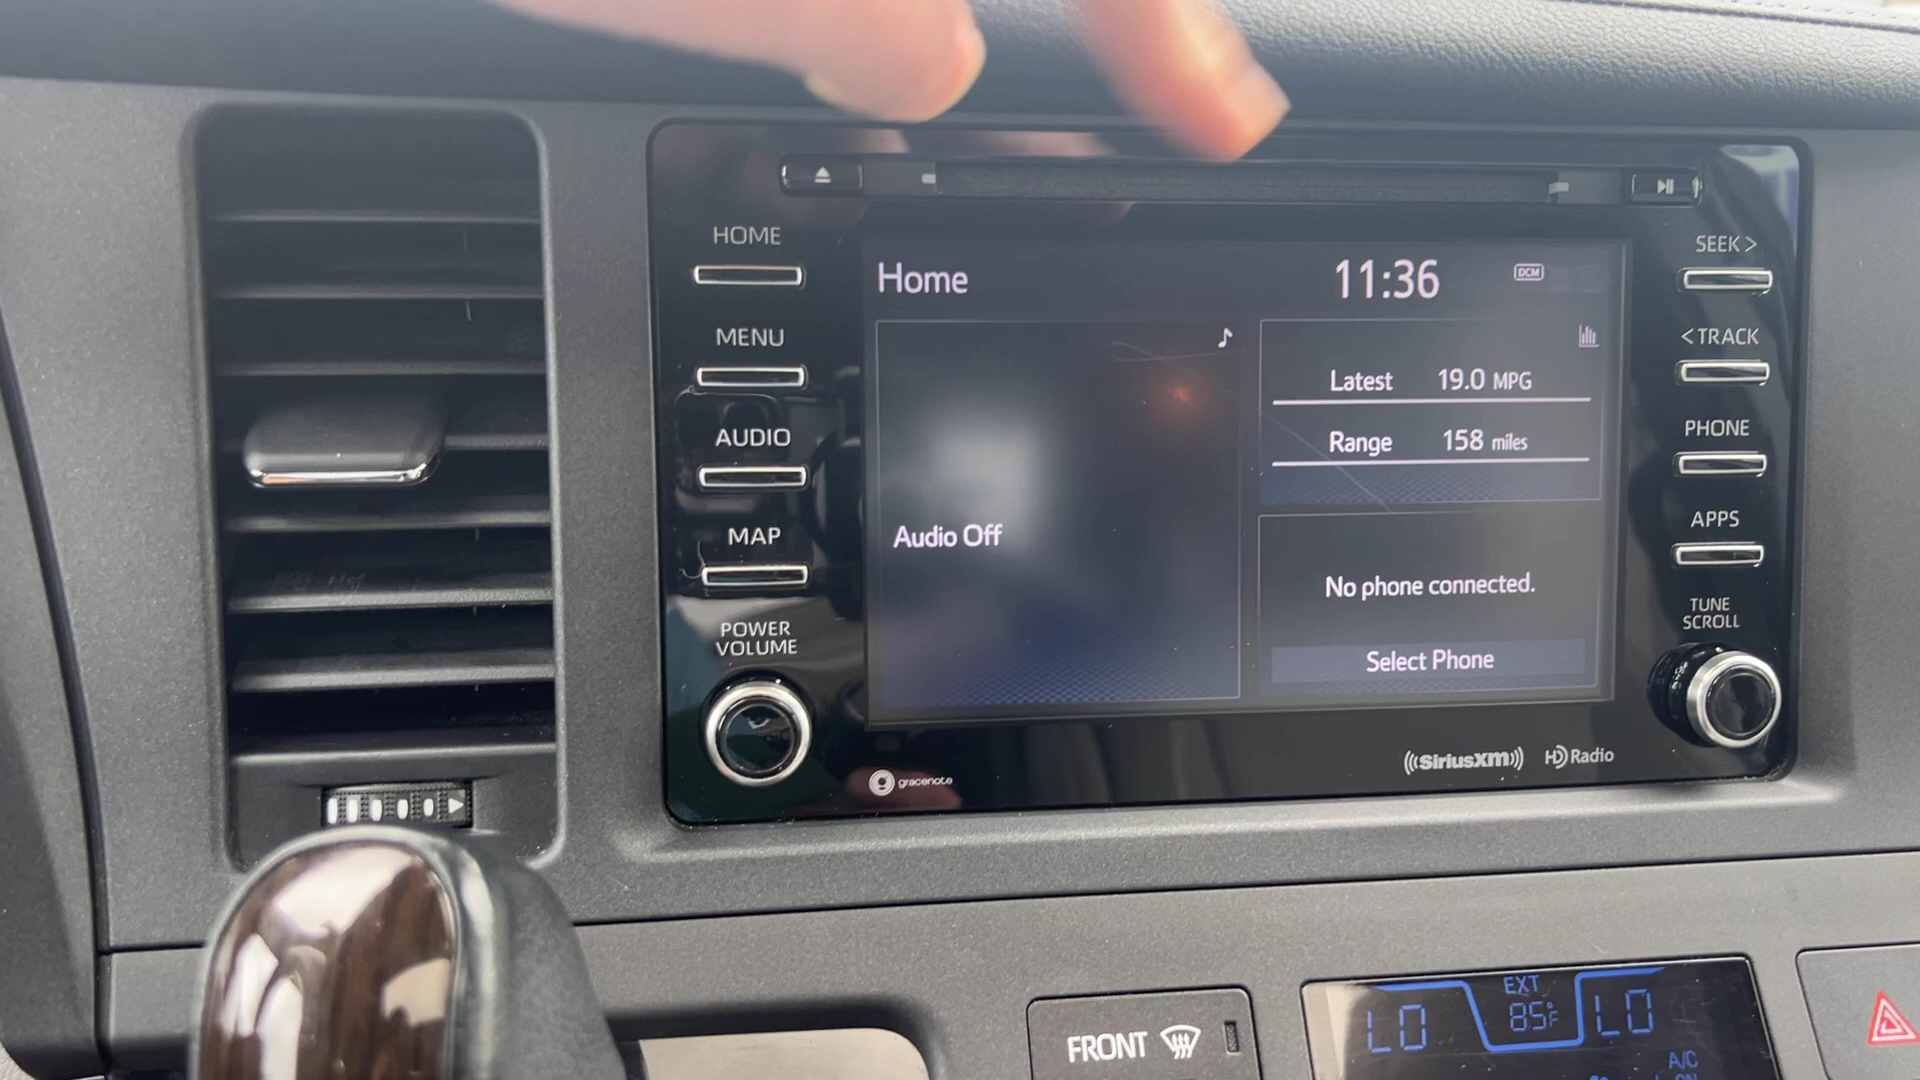 HOME
MENU
AUDIO
MAP
POWER
VOLUME
Home
11:36
DCM
Latest 19.0 MPG
Range 158 miles
Audio Off
No phone connected.
Select Phone
SEEK >
< TRACK
PHONE
APPS
TUNE
SCROLL
gracenote
((SiriusXM))
HD Radio
FRONT
LO
EXT
85°F
LO
A/C
ON